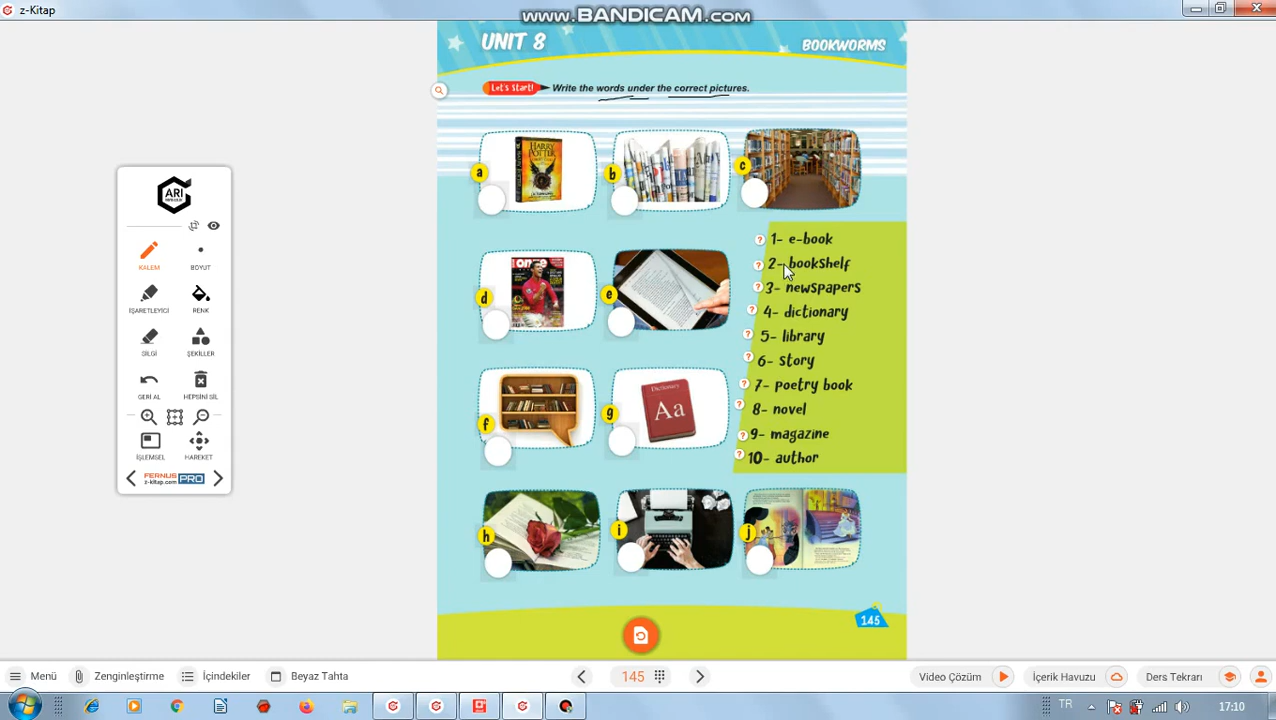 z-Kitap
www.BANDICAM.com
UNIT 8
BOOKWORMS
Let's Start!
Write the words under the correct pictures.
a
HARRY POTTER
b
c
1- e-book
2- bookshelf
3- newspapers
4- dictionary
5- library
6- story
7- poetry book
8- novel
9- magazine
10- author
d
e
f
g
Dictionary
Aa
h
i
j
145
ARI
KALEM
BOYUT
İŞARETLEYİCİ
RENK
SİLGİ
ŞEKİLLER
GERİ AL
HEPSİNİ SİL
İŞLEMSEL
HAREKET
FERNUS
z-kitap.com
PRO
Menü
Zenginleştirme
İçindekiler
Beyaz Tahta
145
Video Çözüm
İçerik Havuzu
Ders Tekrarı
TR
17:10